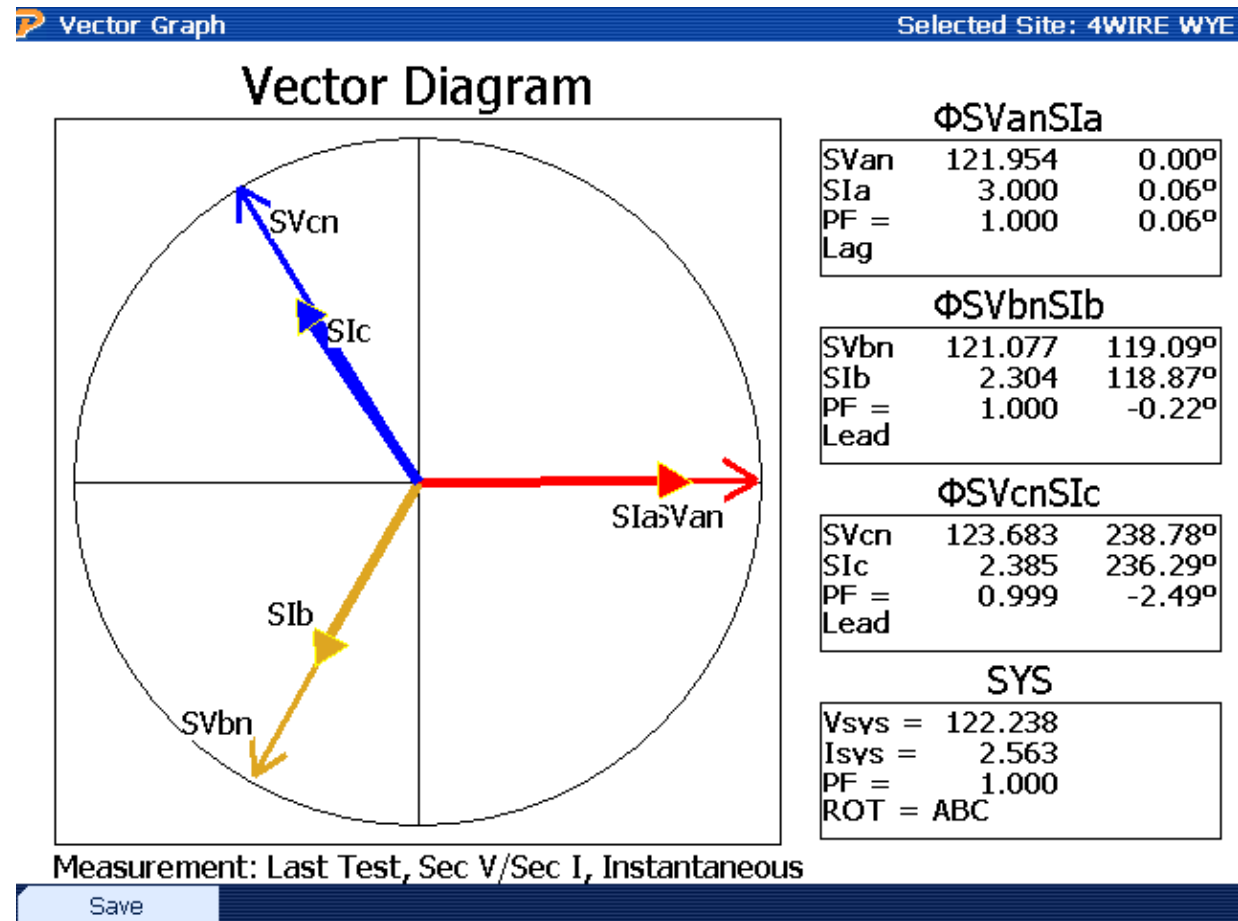 Vector Graph Selected Site: 4WIRE WYE
Vector Diagram
SVcn
SIc
SIa SVan
SIb
SVbn
ΦSVanSIa
SVan 121.954 0.00º
SIa 3.000 0.06º
PF = 1.000 0.06º
Lag
ΦSVbnSIb
SVbn 121.077 119.09º
SIb 2.304 118.87º
PF = 1.000 -0.22º
Lead
ΦSVcnSIc
SVcn 123.683 238.78º
SIc 2.385 236.29º
PF = 0.999 -2.49º
Lead
SYS
Vsys = 122.238
Isys = 2.563
PF = 1.000
ROT = ABC
Measurement: Last Test, Sec V/Sec I, Instantaneous
Save